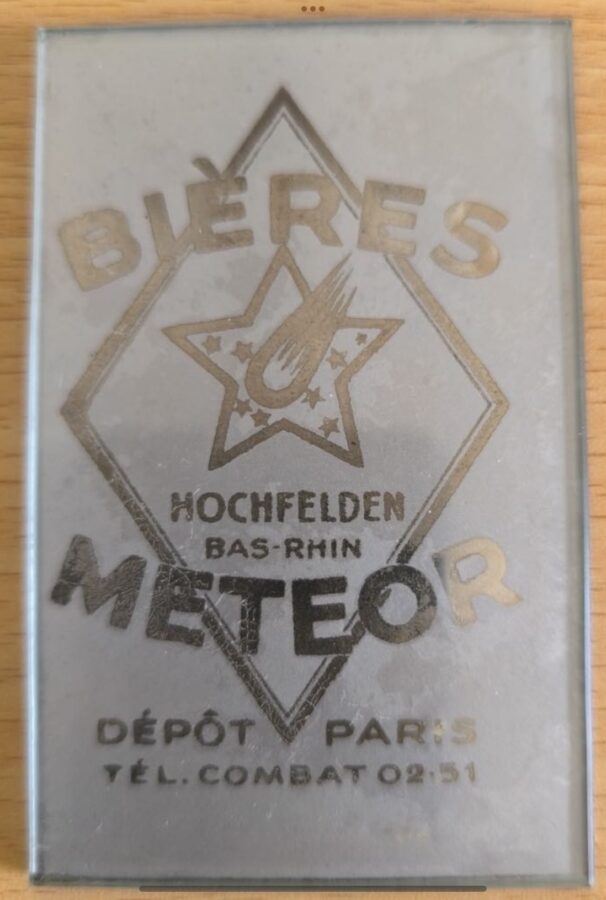 BIÈRES
HOCHFELDEN
BAS-RHIN
METEOR
DÉPÔT PARIS
TÉL. COMBAT 02-51